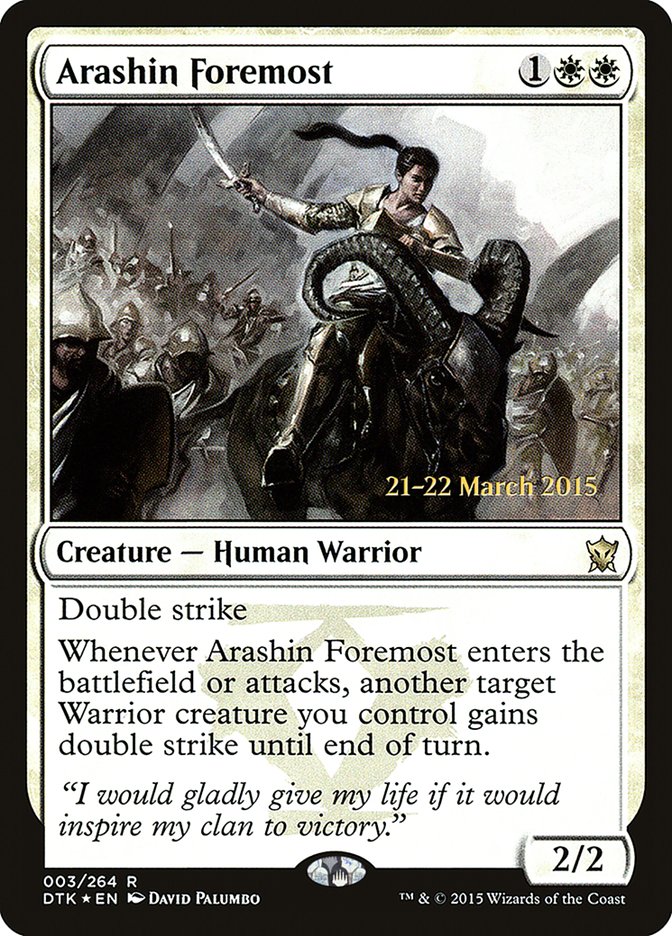 Arashin Foremost 1
21–22 March 2015
Creature — Human Warrior
Double strike
Whenever Arashin Foremost enters the
battlefield or attacks, another target
Warrior creature you control gains
double strike until end of turn.
“I would gladly give my life if it would
inspire my clan to victory.”
2/2
003/264 R
DTK★EN David Palumbo ™ & © 2015 Wizards of the Coast